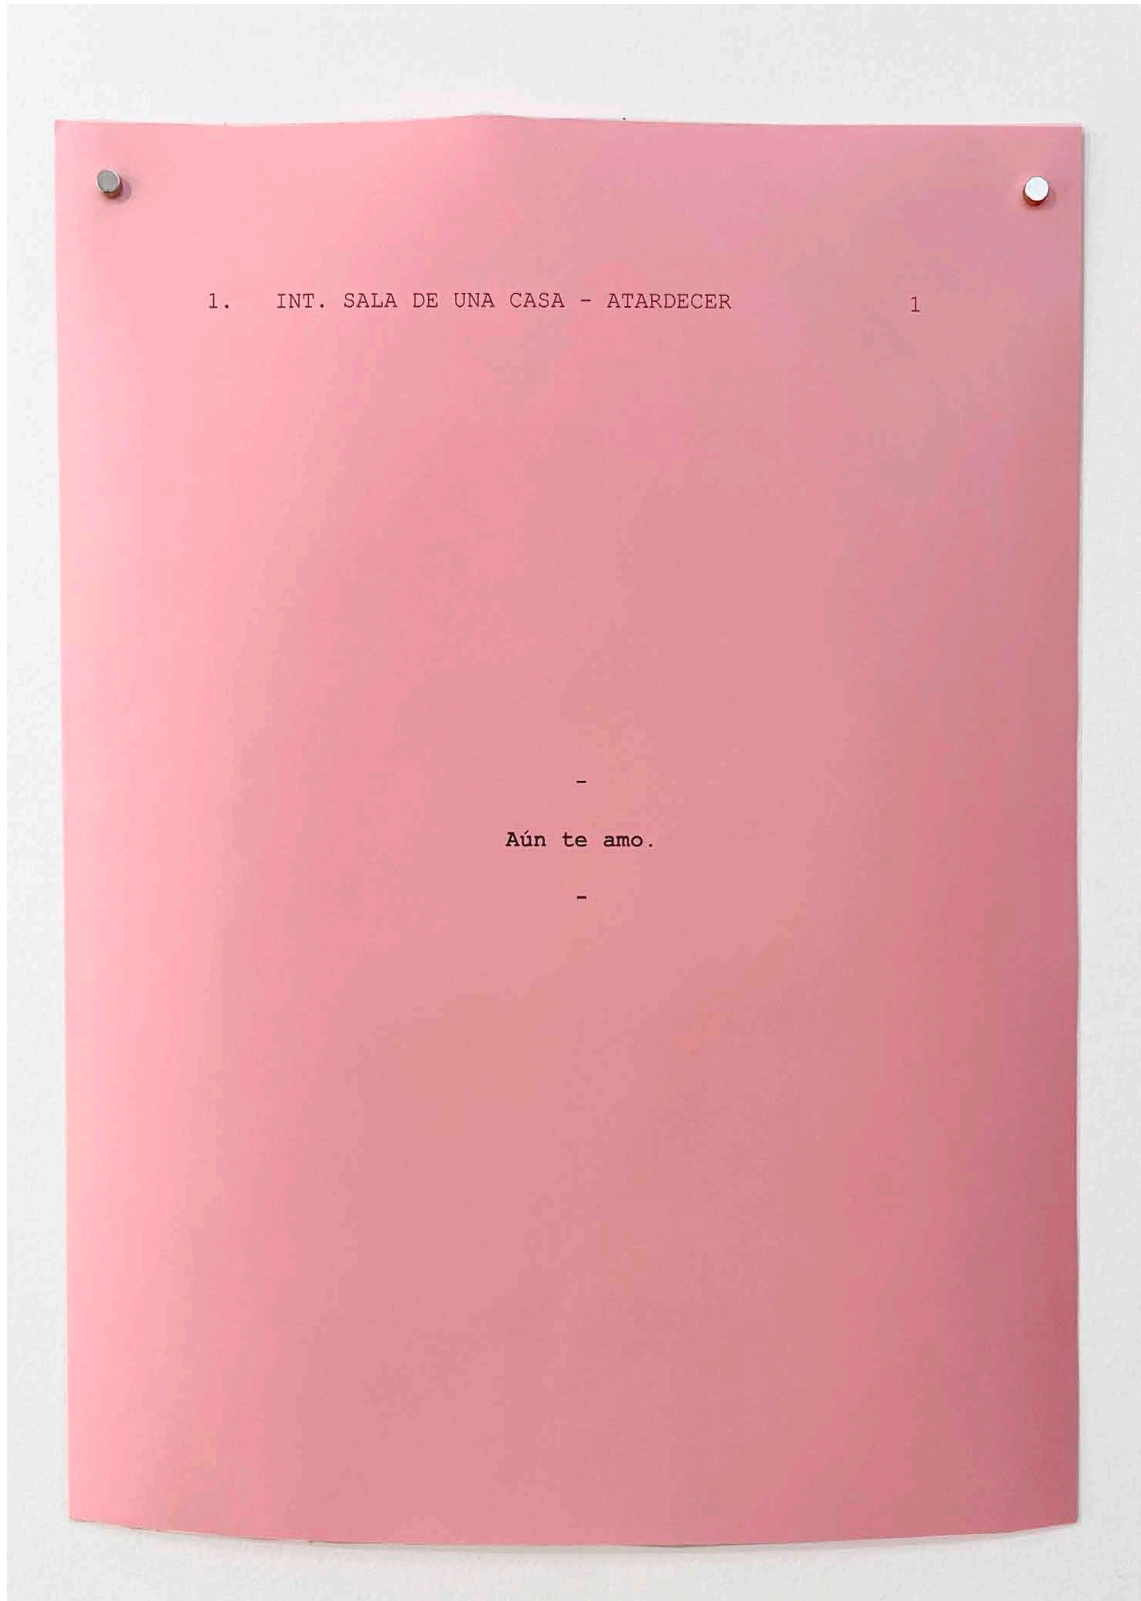 1. INT. SALA DE UNA CASA - ATARDECER 1
-
Aún te amo.
-